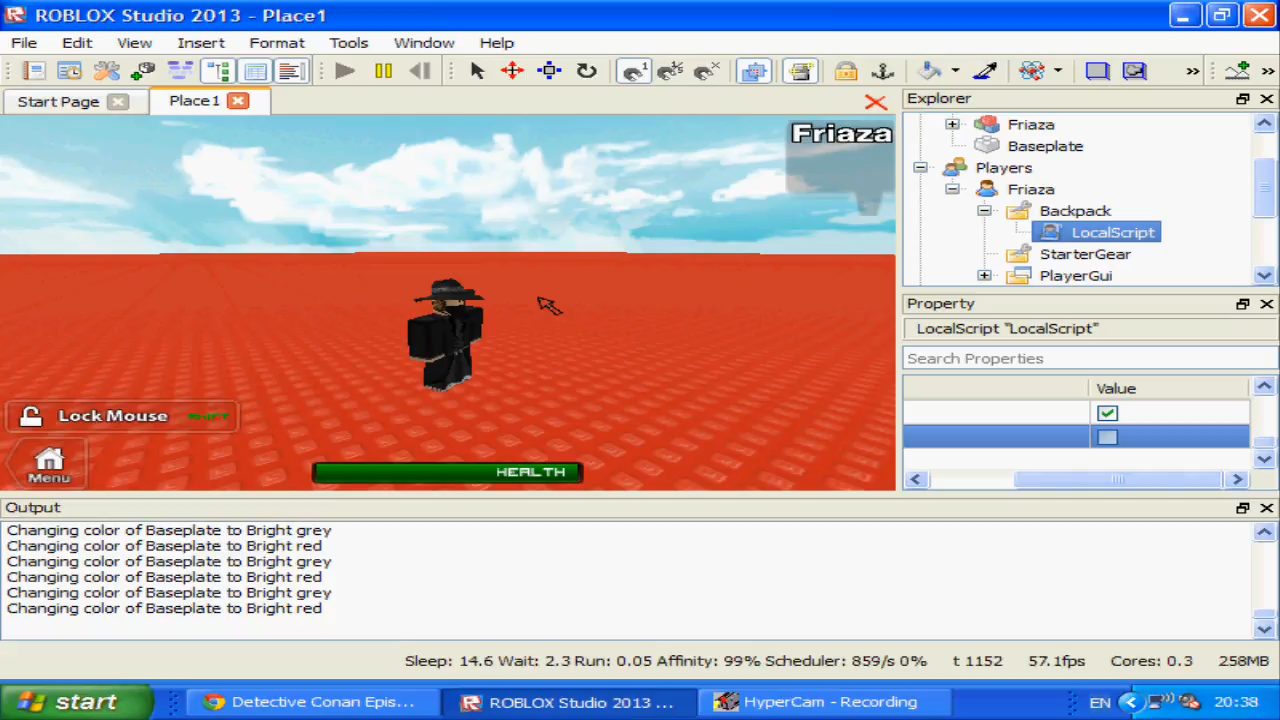 ROBLOX Studio 2013 - Place1
File Edit View Insert Format Tools Window Help
Start Page Place1
Friaza
Lock Mouse SHIFT
Menu
HEALTH
Explorer
Friaza
Baseplate
Players
Friaza
Backpack
LocalScript
StarterGear
PlayerGui
Property
LocalScript "LocalScript"
Search Properties
Value
Output
Changing color of Baseplate to Bright grey
Changing color of Baseplate to Bright red
Changing color of Baseplate to Bright grey
Changing color of Baseplate to Bright red
Changing color of Baseplate to Bright grey
Changing color of Baseplate to Bright red
Sleep: 14.6 Wait: 2.3 Run: 0.05 Affinity: 99% Scheduler: 859/s 0% t 1152 57.1fps Cores: 0.3 258MB
start Detective Conan Epis... ROBLOX Studio 2013 ... HyperCam - Recording EN 20:38